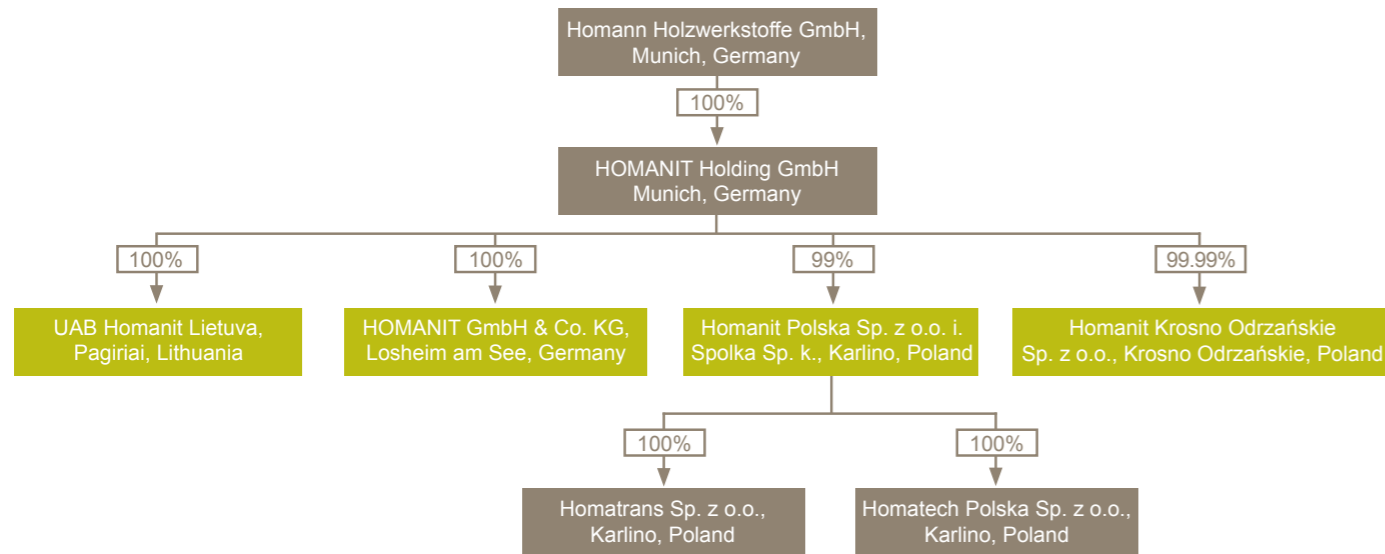 Homann Holzwerkstoffe GmbH,
Munich, Germany
100%
HOMANIT Holding GmbH
Munich, Germany
100%
100%
99%
99.99%
UAB Homanit Lietuva,
Pagiriai, Lithuania
HOMANIT GmbH & Co. KG,
Losheim am See, Germany
Homanit Polska Sp. z o.o. i.
Spolka Sp. k., Karlino, Poland
Homanit Krosno Odrzańskie
Sp. z o.o., Krosno Odrzańskie, Poland
100%
100%
Homatrans Sp. z o.o.,
Karlino, Poland
Homatech Polska Sp. z o.o.,
Karlino, Poland